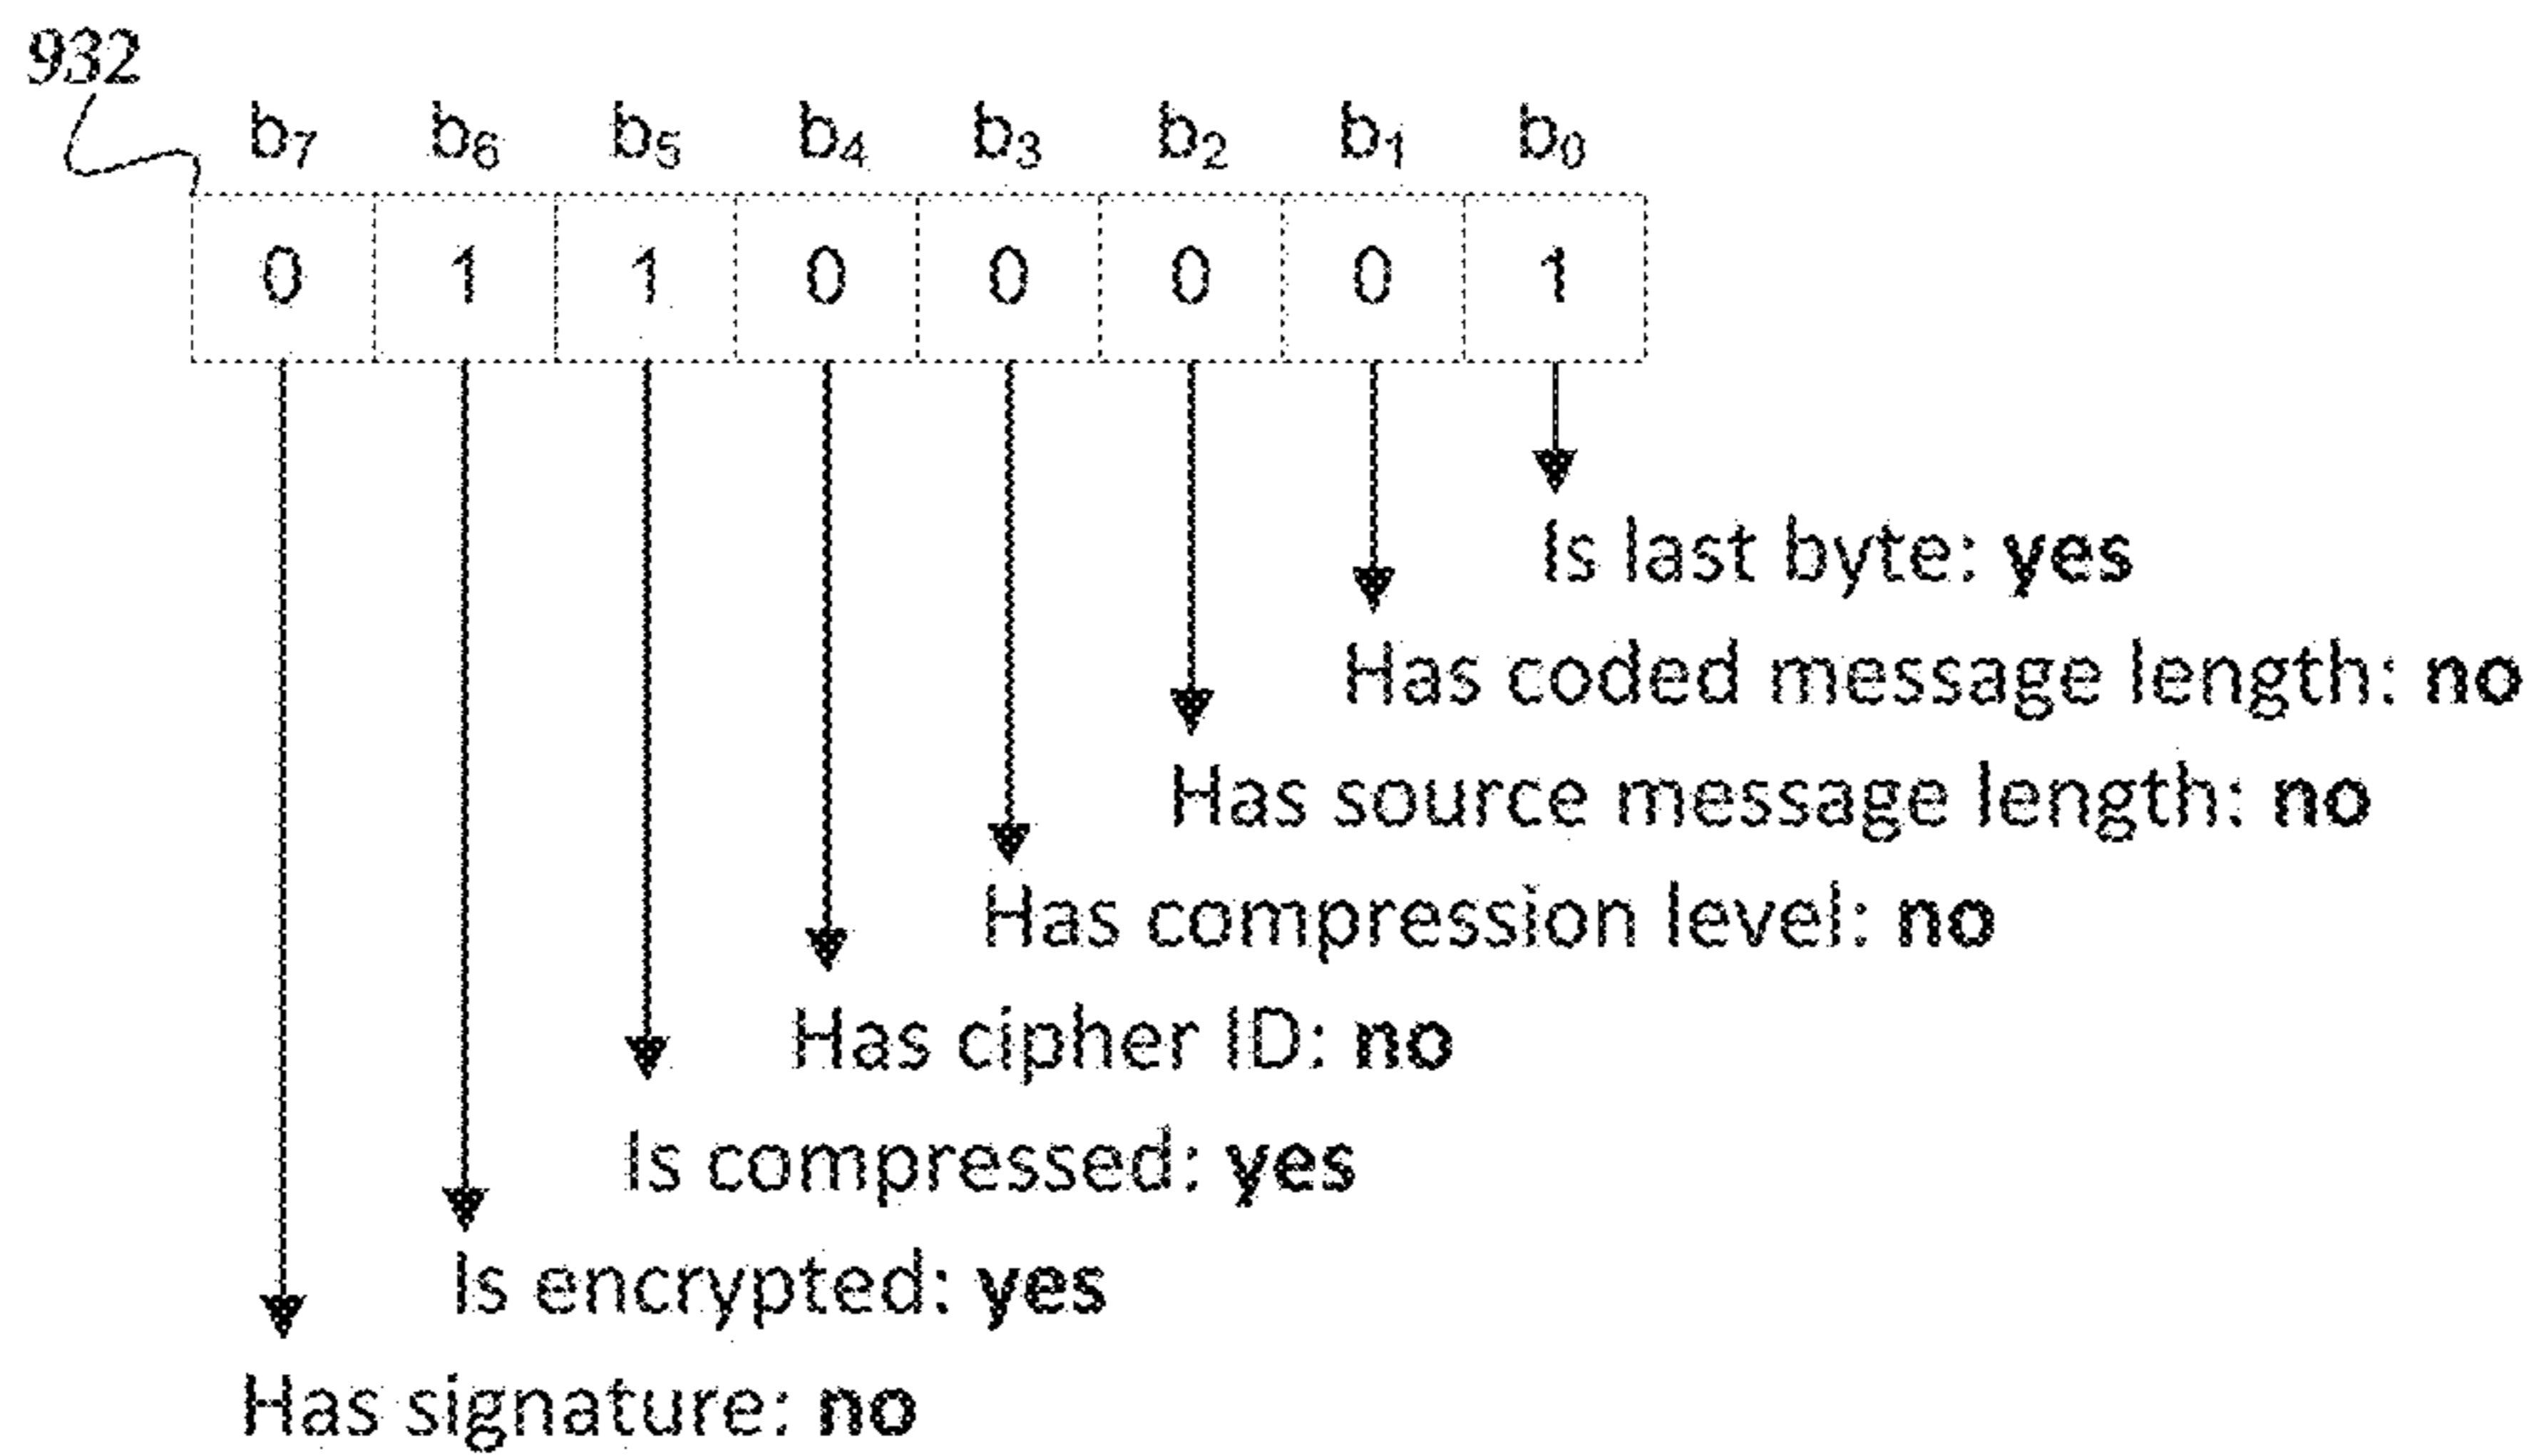 932
b7 b6 b5 b4 b3 b2 b1 b0
0 1 1 0 0 0 0 1
Is last byte: yes
Has coded message length: no
Has source message length: no
Has compression level: no
Has cipher ID: no
Is compressed: yes
Is encrypted: yes
Has signature: no